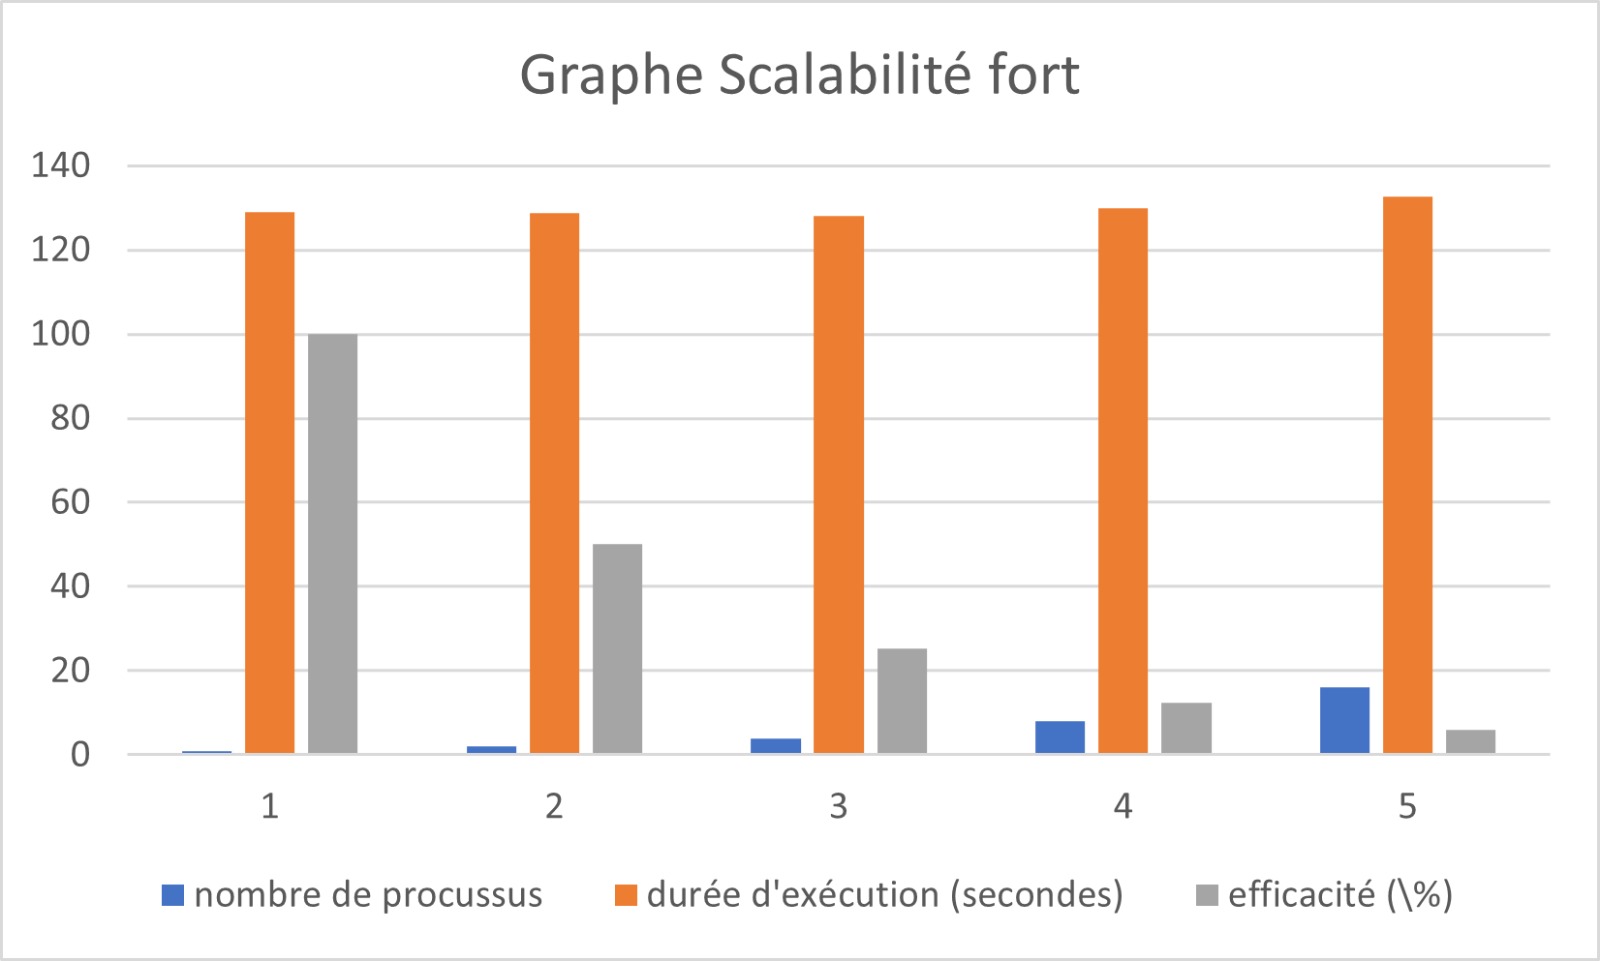 Graphe Scalabilité fort
140
120
100
80
60
40
20
0
1 2 3 4 5
nombre de procussus durée d'exécution (secondes) efficacité (\%)